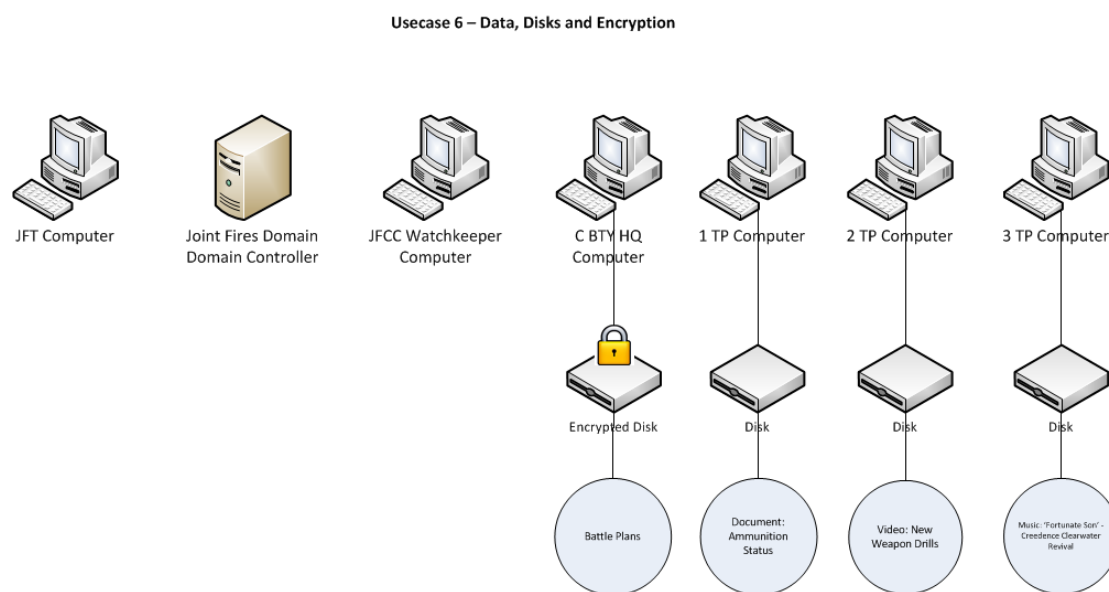 Usecase 6 – Data, Disks and Encryption
JFT Computer
Joint Fires Domain
Domain Controller
JFCC Watchkeeper
Computer
C BTY HQ
Computer
1 TP Computer
2 TP Computer
3 TP Computer
Encrypted Disk
Disk
Disk
Disk
Battle Plans
Document:
Ammunition
Status
Video: New
Weapon Drills
Music: 'Fortunate Son' -
Creedence Clearwater
Revival